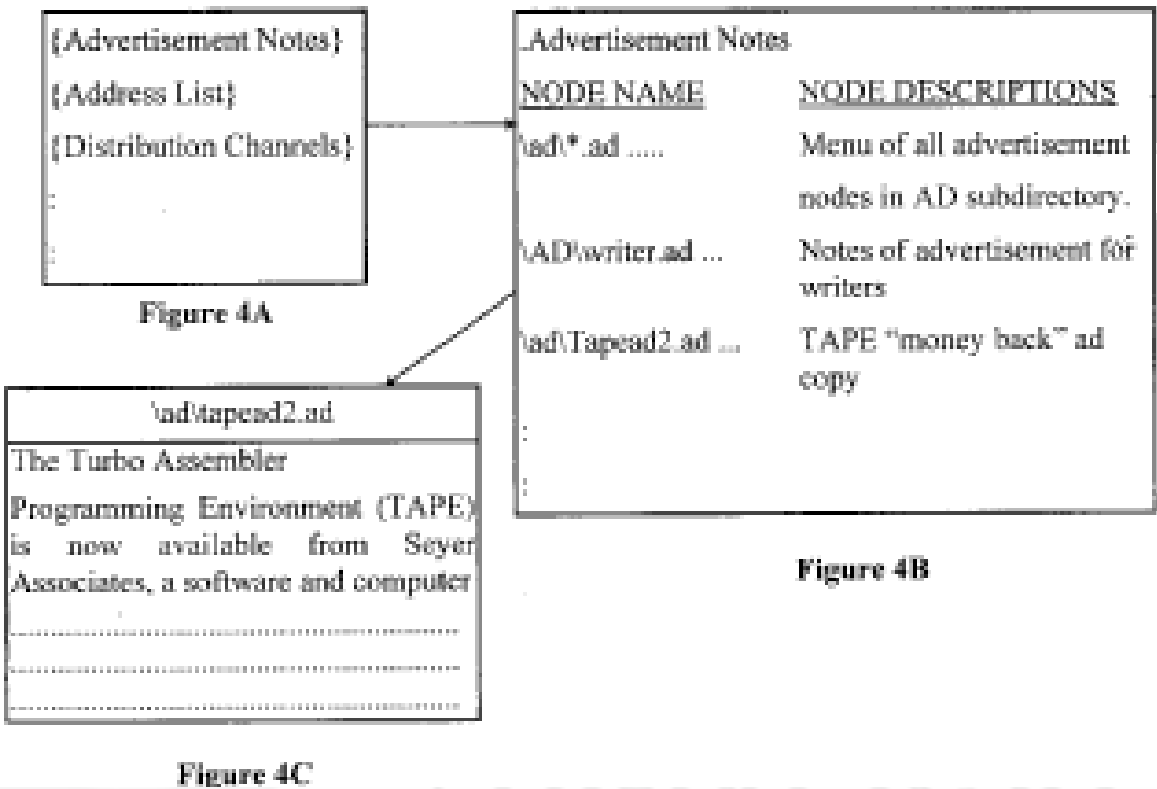 {Advertisement Notes}
{Address List}
{Distribution Channels}
:
:
Figure 4A
.Advertisement Notes
NODE NAME NODE DESCRIPTIONS
\ad\*.ad ..... Menu of all advertisement
nodes in AD subdirectory.
\AD\writer.ad ... Notes of advertisement for
writers
\ad\Tapead2.ad ... TAPE “money back” ad
copy
:
:
Figure 4B
\ad\tapead2.ad
The Turbo Assembler
Programming Environment (TAPE)
is now available from Seyer
Associates, a software and computer
..........................................................
..........................................................
..........................................................
Figure 4C